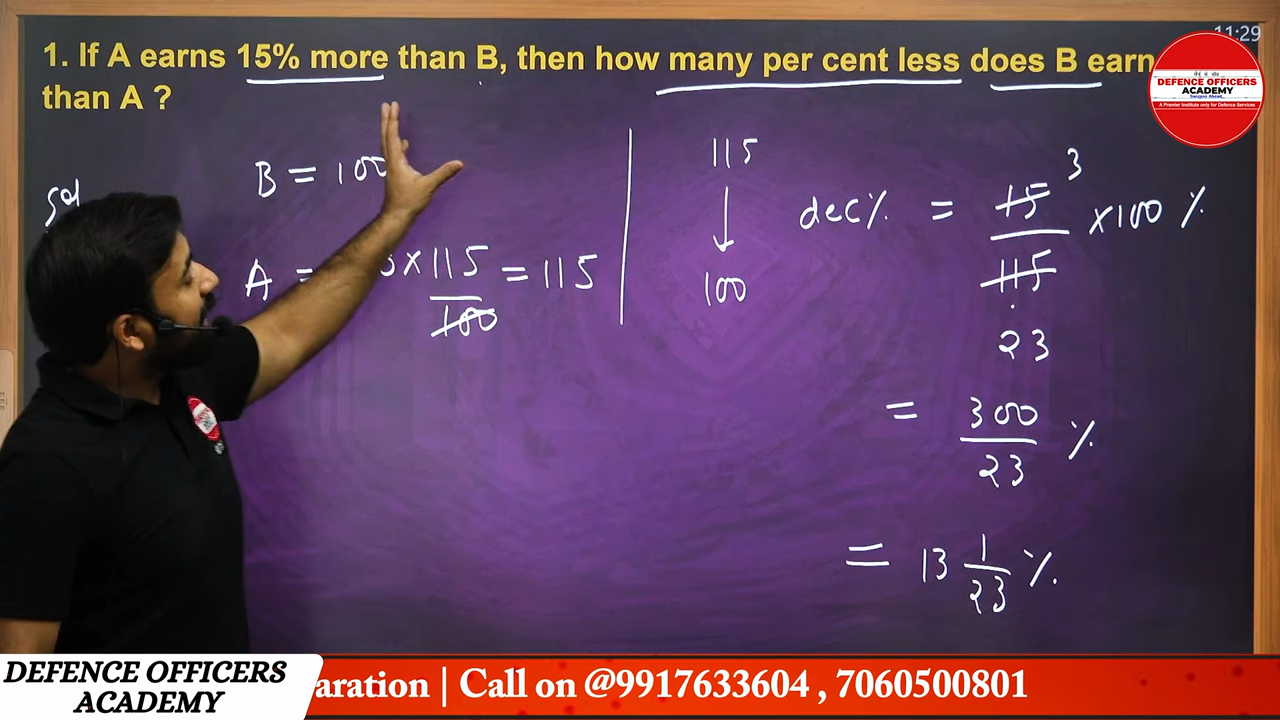 11:29
1. If A earns 15% more than B, then how many per cent less does B earn
than A ?
शौर्य से जीत
DEFENCE OFFICERS
ACADEMY
Success Ahead...
A Premier Institute only for Defence Services
Sol
B = 100
A = × 115 / 100 = 115
115
↓
100
dec% = 15 3 / 115 23 × 100 %
= 300 / 23 %
= 13 1/23 %
DEFENCE OFFICERS
ACADEMY
aration | Call on @9917633604 , 7060500801